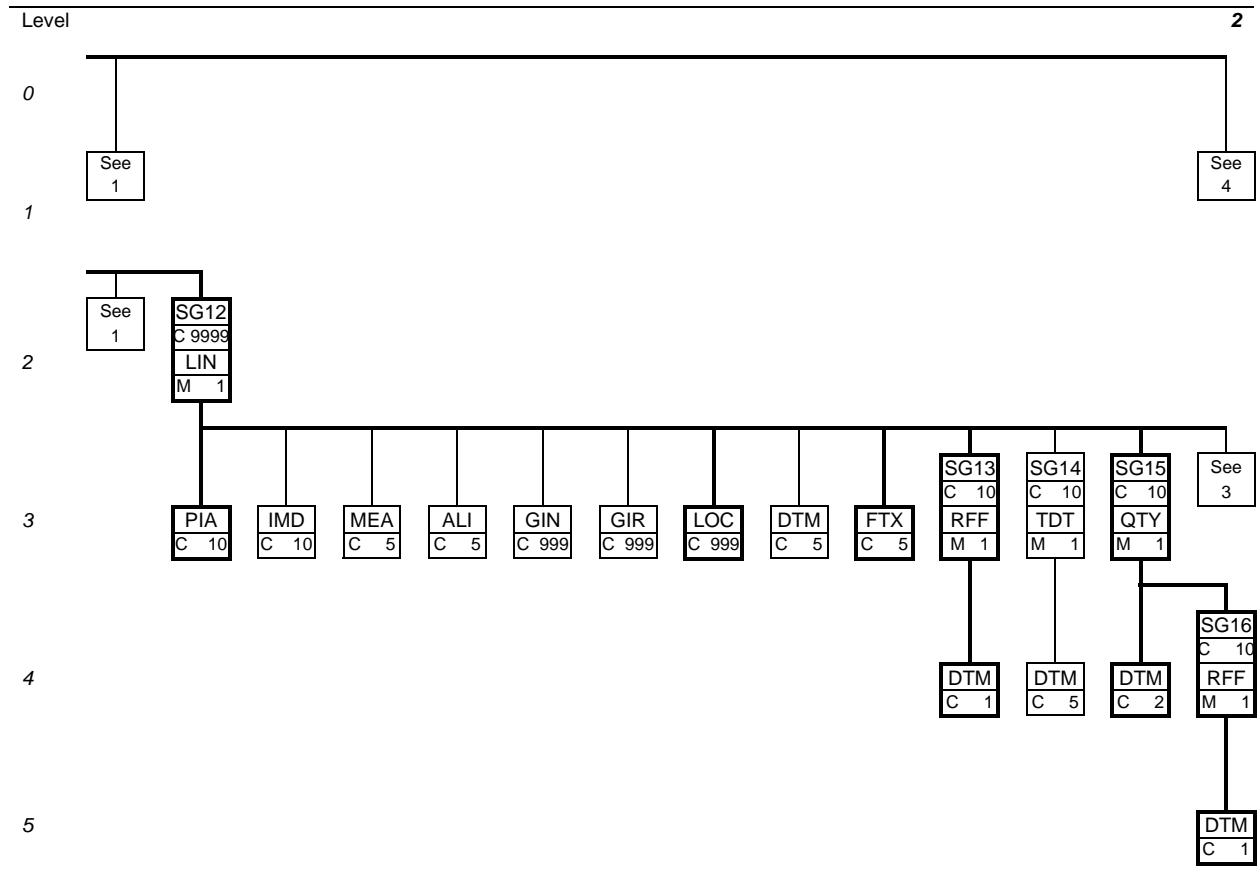 Level 2
0
See See
1 4
1
See SG12
1 C 9999
2 LIN
M 1
SG13 SG14 SG15 See
C 10 C 10 C 10 3
3 PIA IMD MEA ALI GIN GIR LOC DTM FTX RFF TDT QTY
C 10 C 10 C 5 C 5 C 999 C 999 C 999 C 5 C 5 M 1 M 1 M 1
SG16
C 10
4 DTM DTM DTM RFF
C 1 C 5 C 2 M 1
5 DTM
C 1